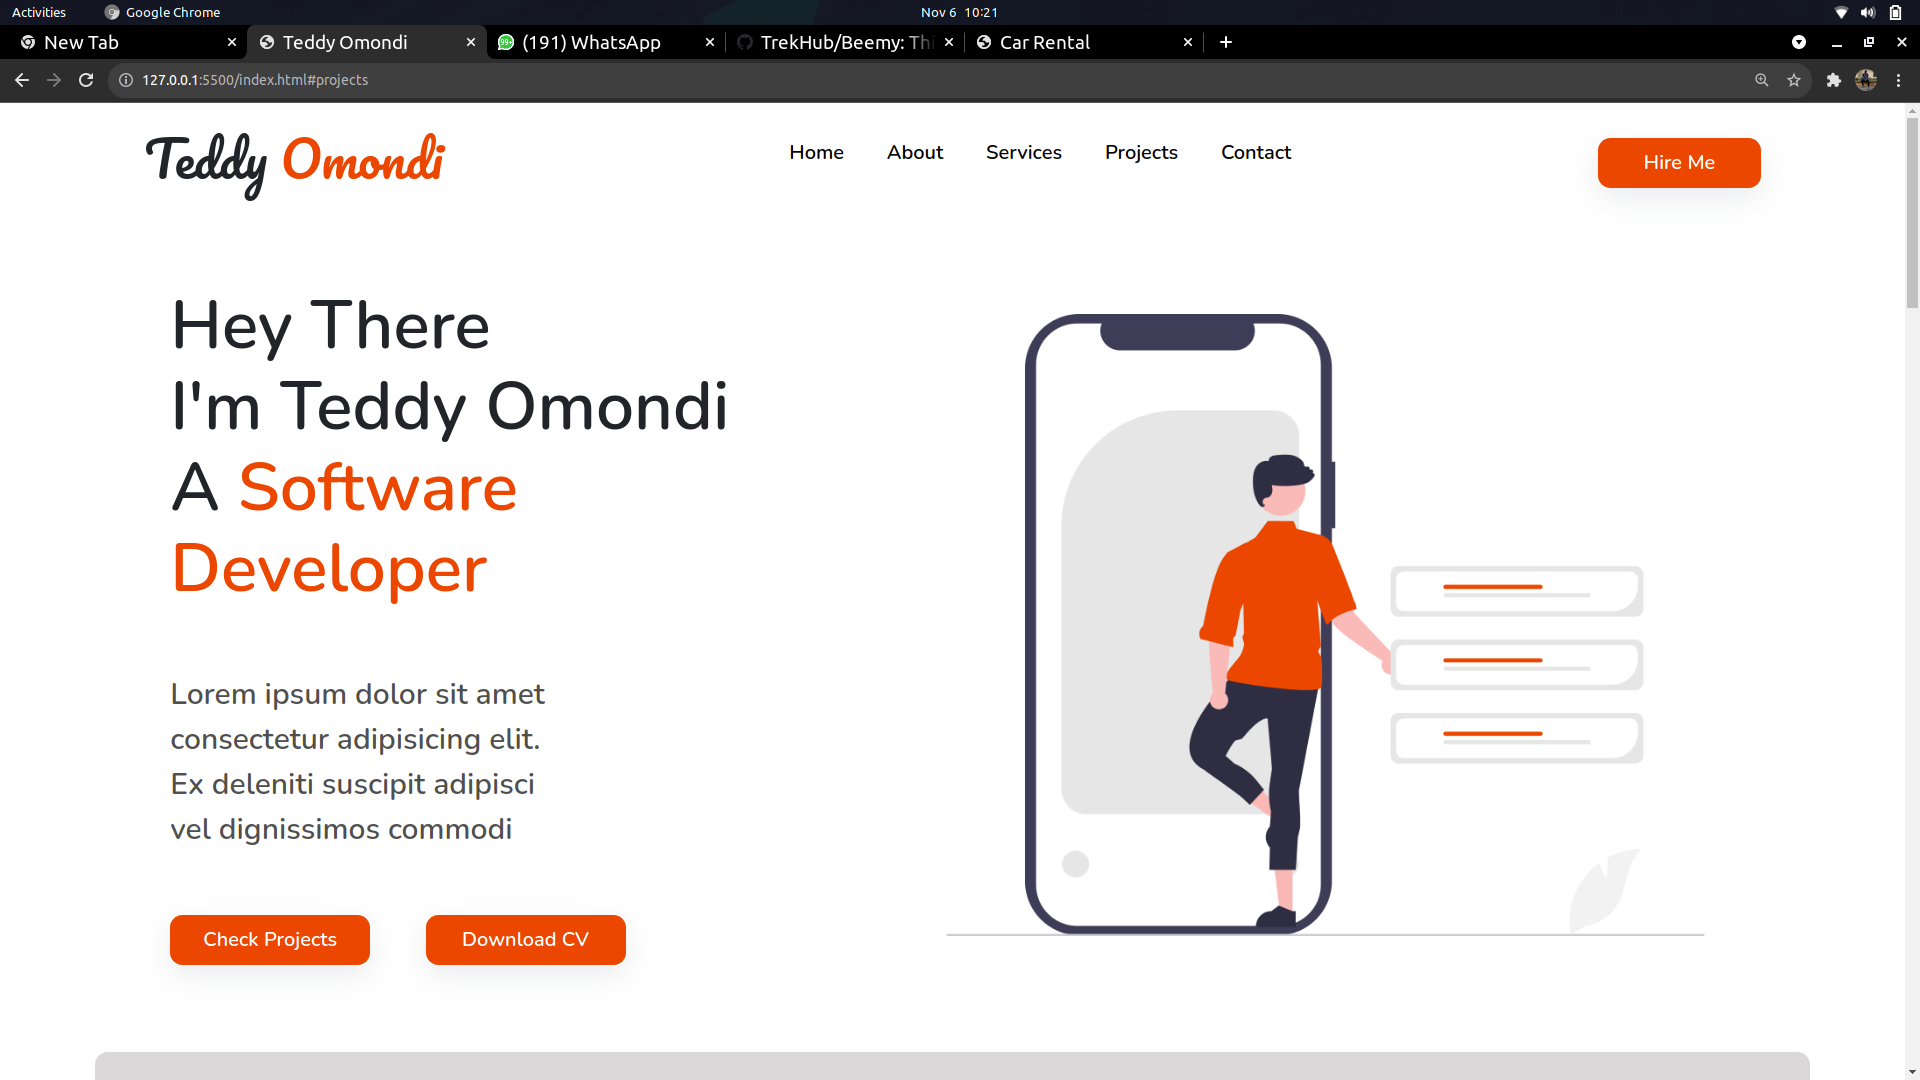 Activities Google Chrome Nov 6 10:21
New Tab Teddy Omondi (191) WhatsApp TrekHub/Beemy: Thi Car Rental
127.0.0.1:5500/index.html#projects
Teddy Omondi Home About Services Projects Contact Hire Me
Hey There
I'm Teddy Omondi
A Software
Developer
Lorem ipsum dolor sit amet
consectetur adipisicing elit.
Ex deleniti suscipit adipisci
vel dignissimos commodi
Check Projects Download CV